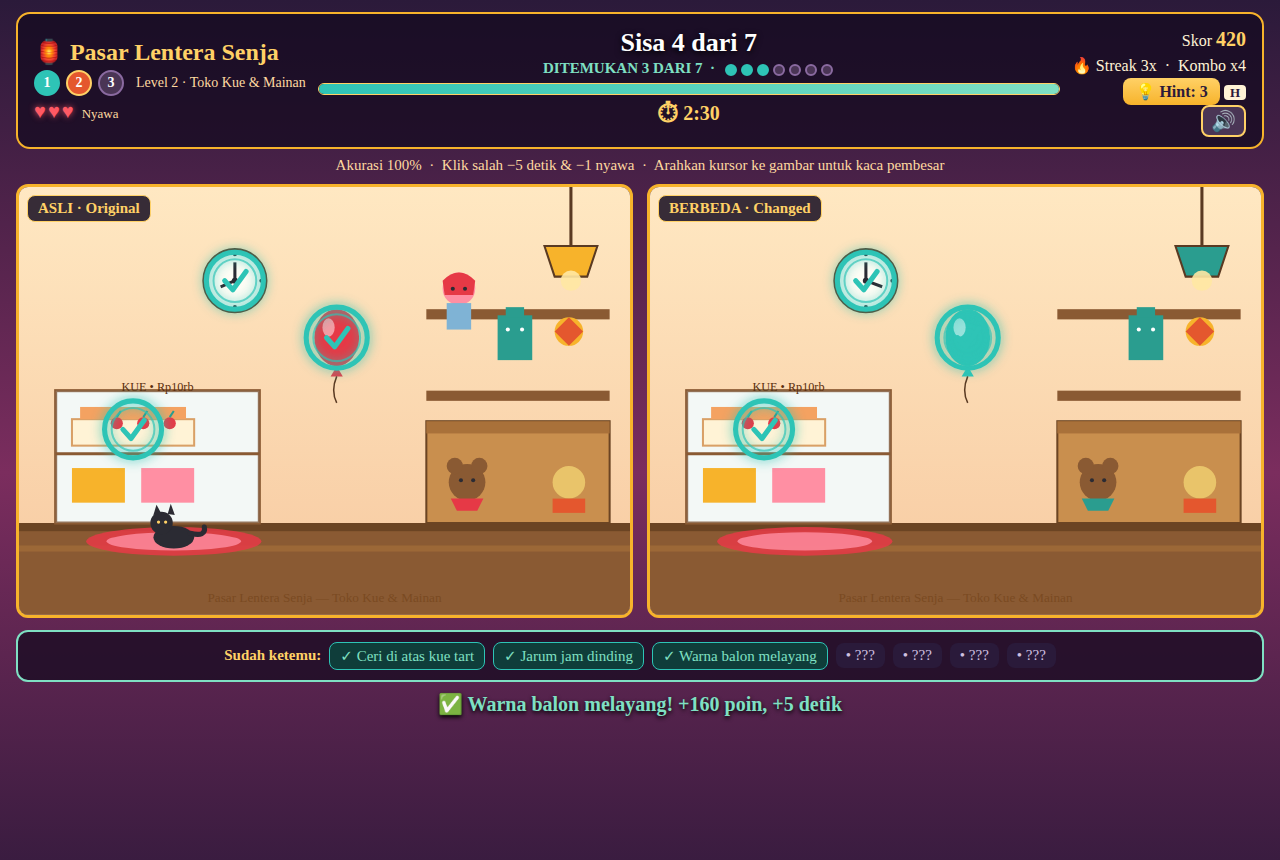 🏮 Pasar Lentera Senja
1 2 3 Level 2 · Toko Kue & Mainan
♥♥♥ Nyawa
Sisa 4 dari 7
DITEMUKAN 3 DARI 7 ·
⏱ 2:30
Skor 420
🔥 Streak 3x · Kombo x4
💡 Hint: 3 H
🔊
Akurasi 100% · Klik salah −5 detik & −1 nyawa · Arahkan kursor ke gambar untuk kaca pembesar
ASLI · Original
KUE • Rp10rb
Pasar Lentera Senja — Toko Kue & Mainan
BERBEDA · Changed
KUE • Rp10rb
Pasar Lentera Senja — Toko Kue & Mainan
Sudah ketemu: ✓ Ceri di atas kue tart ✓ Jarum jam dinding ✓ Warna balon melayang • ??? • ??? • ??? • ???
✅ Warna balon melayang! +160 poin, +5 detik